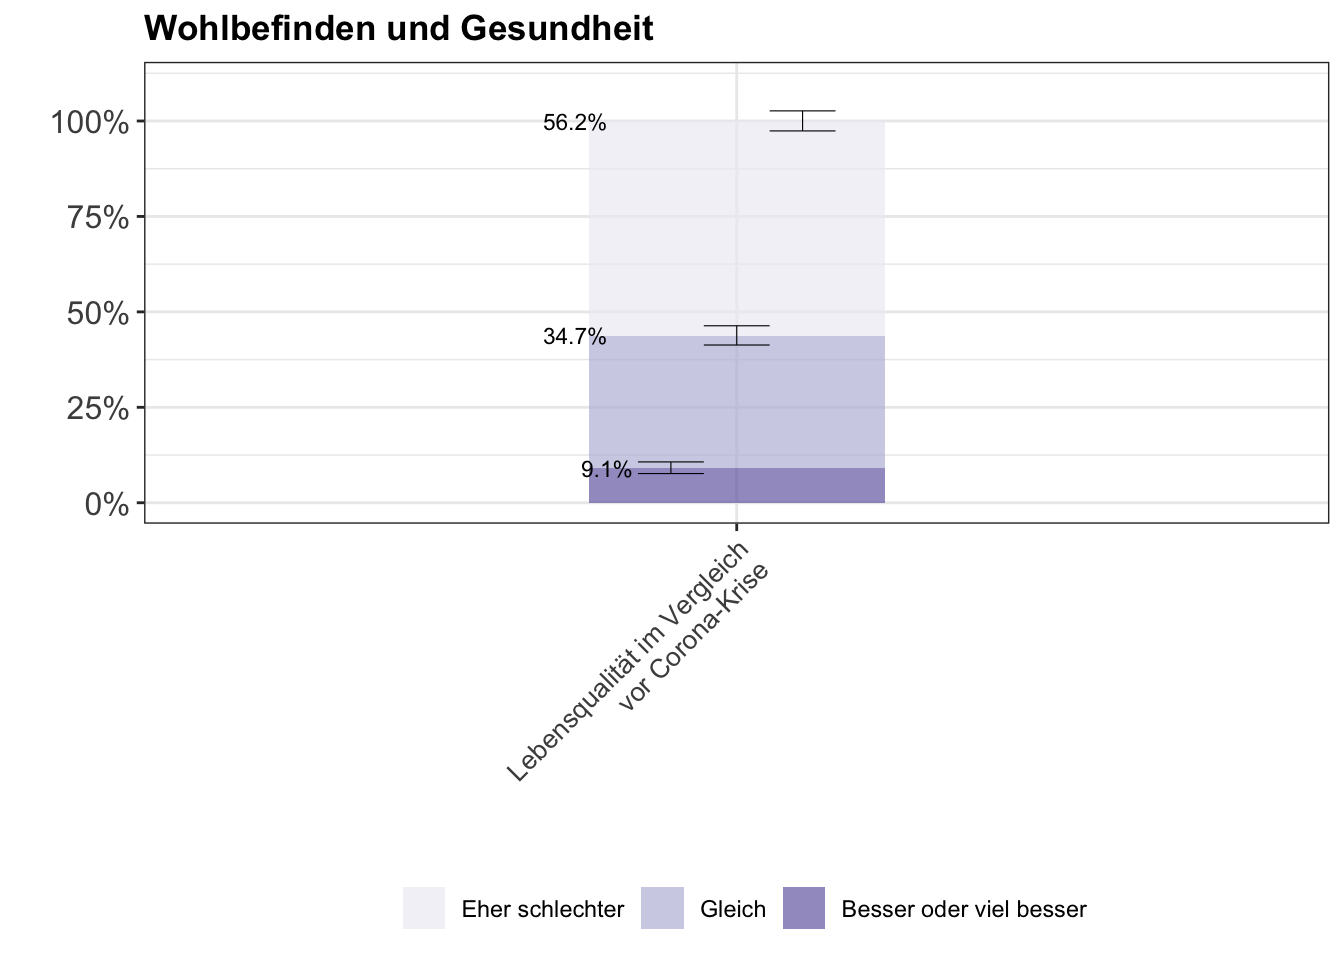 Wohlbefinden und Gesundheit
100%
75%
50%
25%
0%
56.2%
34.7%
9.1%
Lebensqualität im Vergleich
vor Corona-Krise
Eher schlechter
Gleich
Besser oder viel besser